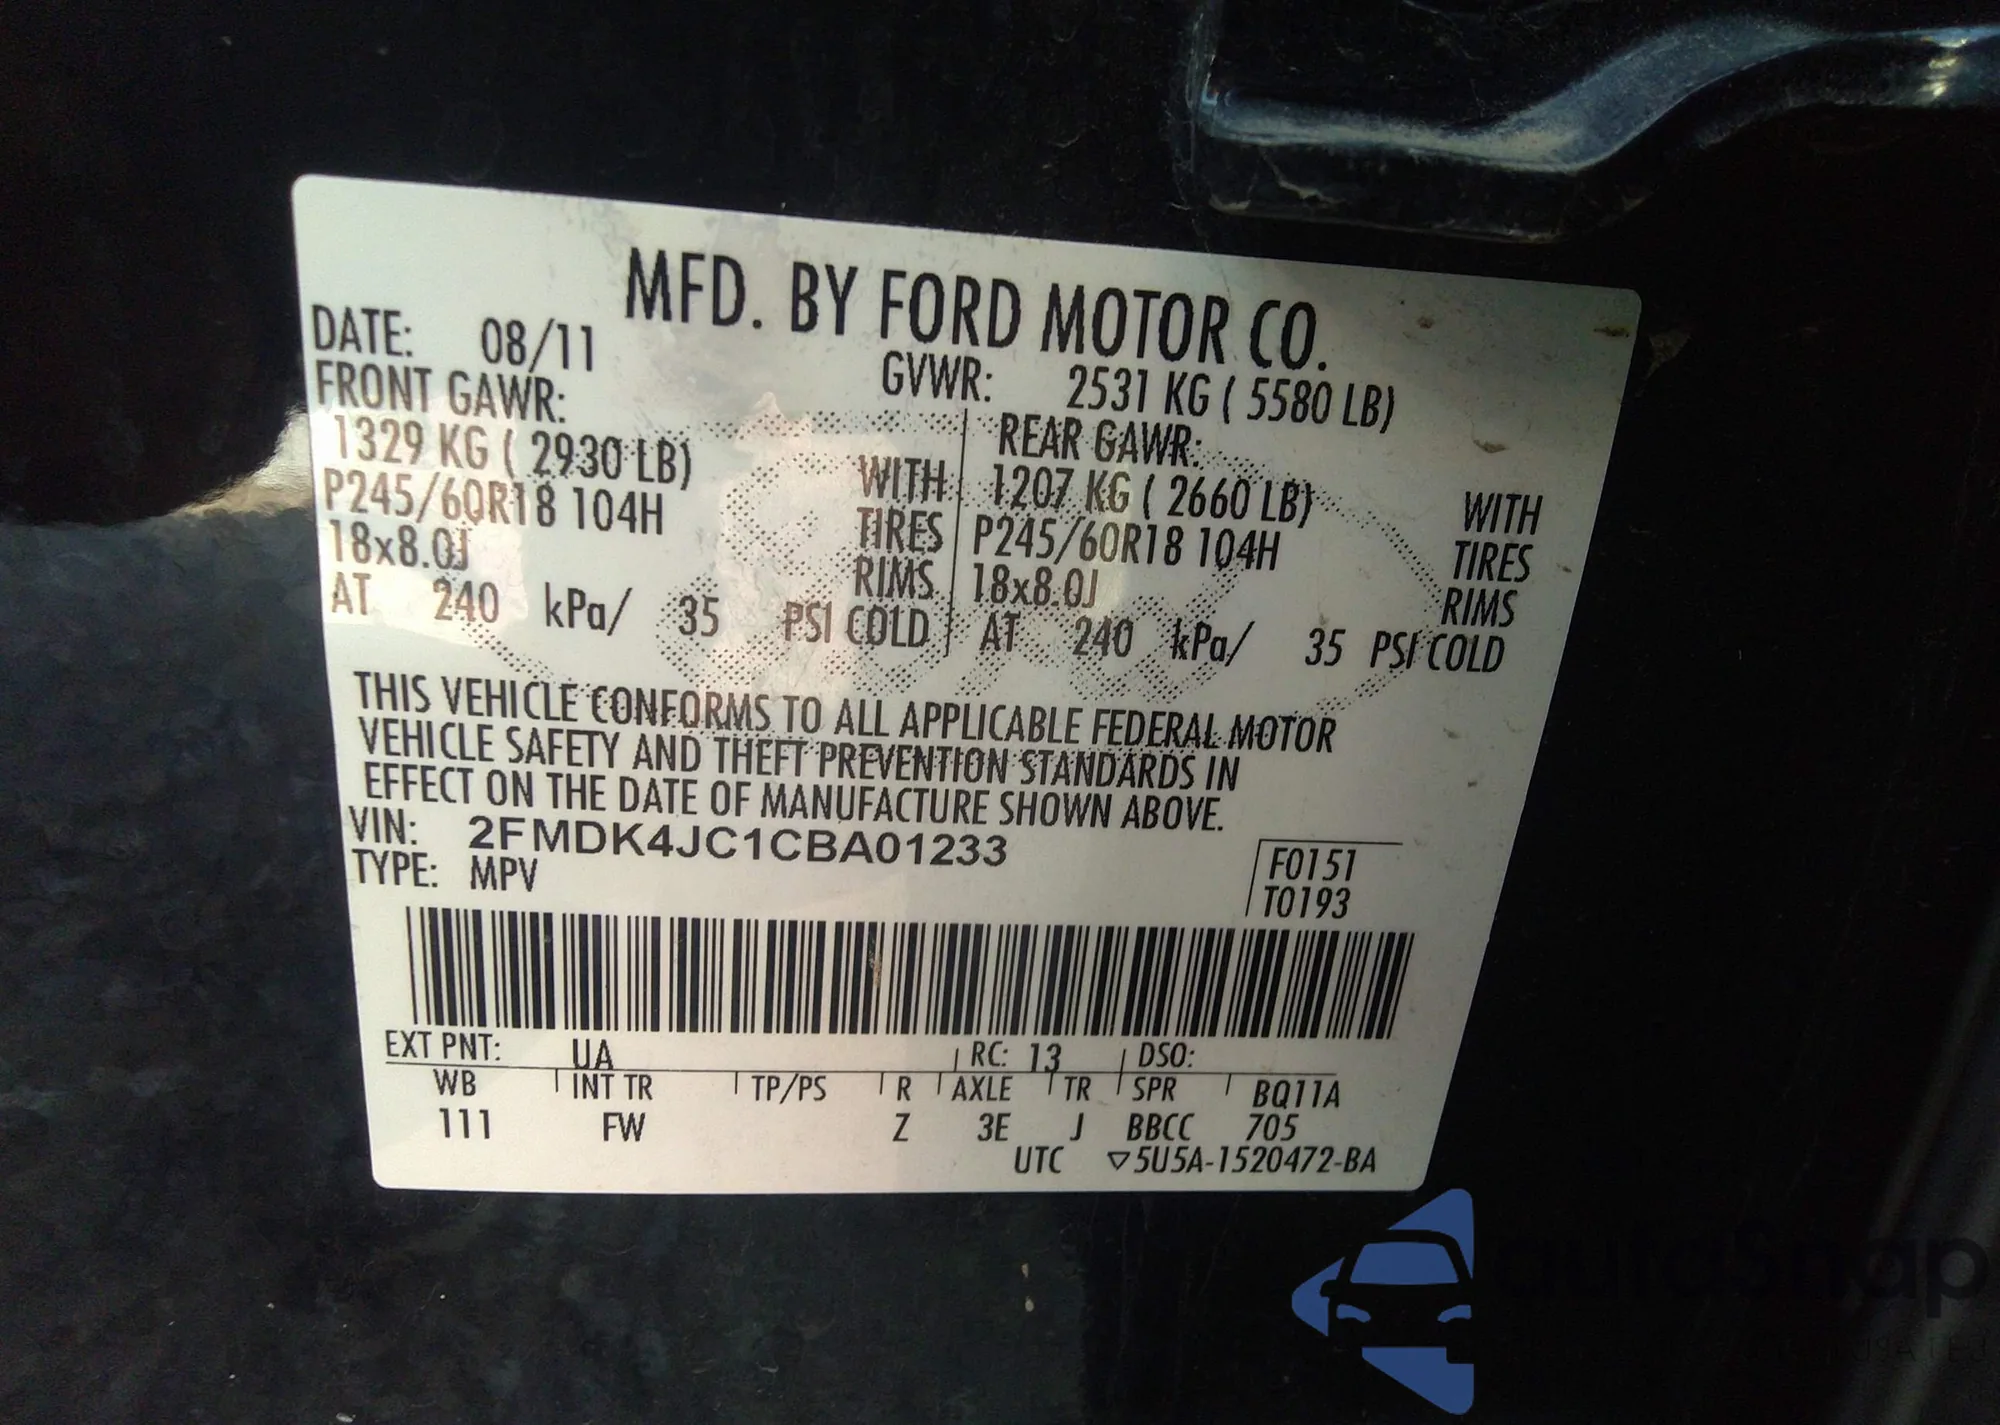 MFD. BY FORD MOTOR CO.
DATE: 08/11 GVWR: 2531 KG ( 5580 LB)
FRONT GAWR: REAR GAWR:
1329 KG ( 2930 LB) WITH 1207 KG ( 2660 LB) WITH
P245/60R18 104H TIRES P245/60R18 104H TIRES
18x8.0J RIMS 18x8.0J RIMS
AT 240 kPa/ 35 PSI COLD AT 240 kPa/ 35 PSI COLD
THIS VEHICLE CONFORMS TO ALL APPLICABLE FEDERAL MOTOR
VEHICLE SAFETY AND THEFT PREVENTION STANDARDS IN
EFFECT ON THE DATE OF MANUFACTURE SHOWN ABOVE.
VIN: 2FMDK4JC1CBA01233
TYPE: MPV
F0151
T0193
EXT PNT: UA RC: 13 DSO:
WB INT TR TP/PS R AXLE TR SPR BQ11A
111 FW Z 3E J BBCC 705
UTC ▽5U5A-1520472-BA
autosnap